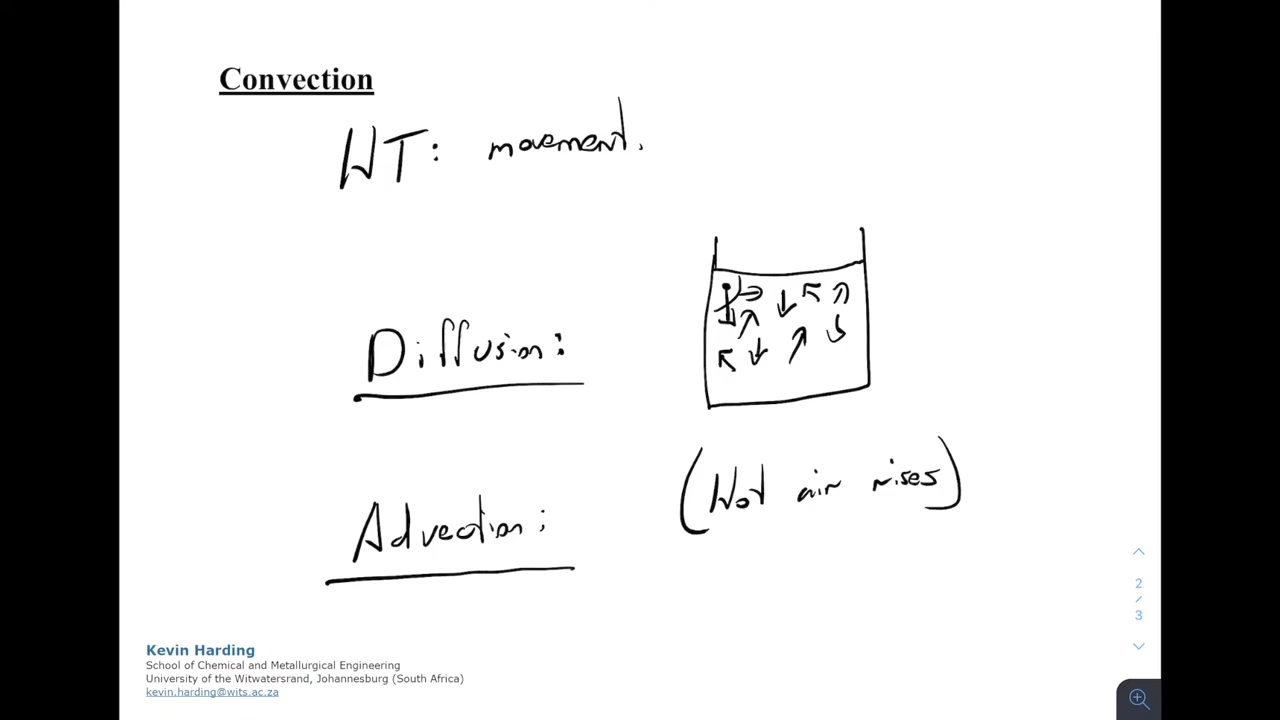 Convection
HT: movement.
Diffusion:
(Hot air rises)
Advection:
2
/
3
Kevin Harding
School of Chemical and Metallurgical Engineering
University of the Witwatersrand, Johannesburg (South Africa)
kevin.harding@wits.ac.za